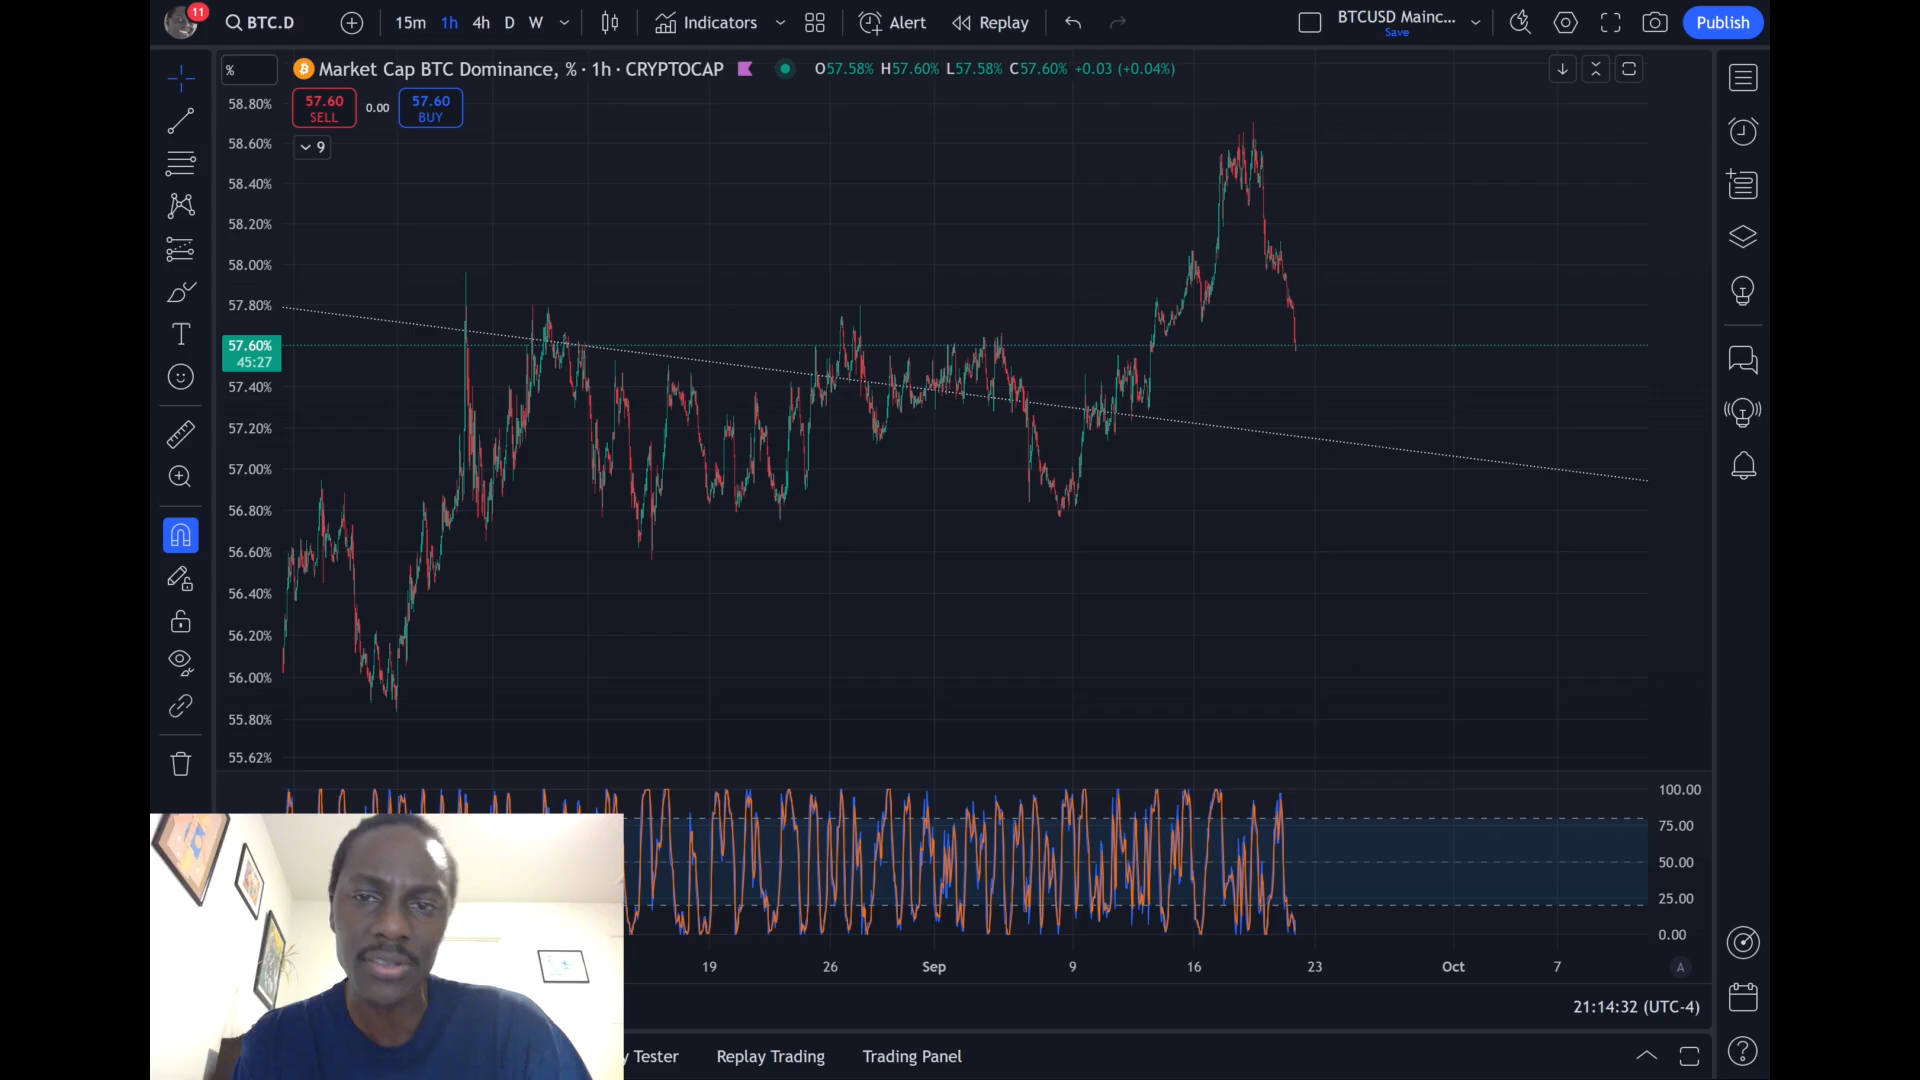 11
BTC.D
15m 1h 4h D W
Indicators
Alert
Replay
BTCUSD Mainc...
Save
Publish
%
Market Cap BTC Dominance, % · 1h · CRYPTOCAP
O57.58% H57.60% L57.58% C57.60% +0.03 (+0.04%)
57.60
SELL
0.00
57.60
BUY
9
58.80%
58.60%
58.40%
58.20%
58.00%
57.80%
57.60%
45:27
57.40%
57.20%
57.00%
56.80%
56.60%
56.40%
56.20%
56.00%
55.80%
55.62%
100.00
75.00
50.00
25.00
0.00
19 26 Sep 9 16 23 Oct 7
A
21:14:32 (UTC-4)
y Tester
Replay Trading
Trading Panel